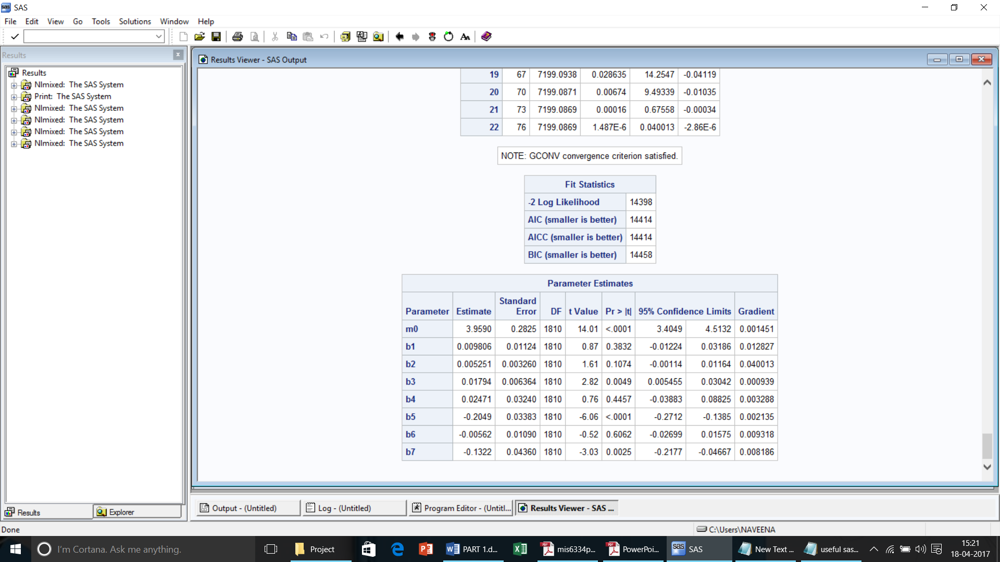 SAS
File Edit View Go Tools Solutions Window Help
Results
Results
Nlmixed: The SAS System
Print: The SAS System
Nlmixed: The SAS System
Nlmixed: The SAS System
Nlmixed: The SAS System
Nlmixed: The SAS System
Results Explorer
Results Viewer - SAS Output
19 67 7199.0938 0.028635 14.2547 -0.04119
20 70 7199.0871 0.00674 9.49339 -0.01035
21 73 7199.0869 0.00016 0.67558 -0.00034
22 76 7199.0869 1.487E-6 0.040013 -2.86E-6
NOTE: GCONV convergence criterion satisfied.
Fit Statistics
-2 Log Likelihood 14398
AIC (smaller is better) 14414
AICC (smaller is better) 14414
BIC (smaller is better) 14458
Parameter Estimates
Parameter Estimate Standard Error DF t Value Pr > |t| 95% Confidence Limits Gradient
m0 3.9590 0.2825 1810 14.01 <.0001 3.4049 4.5132 0.001451
b1 0.009806 0.01124 1810 0.87 0.3832 -0.01224 0.03186 0.012827
b2 0.005251 0.003260 1810 1.61 0.1074 -0.00114 0.01164 0.040013
b3 0.01794 0.006364 1810 2.82 0.0049 0.005455 0.03042 0.000939
b4 0.02471 0.03240 1810 0.76 0.4457 -0.03883 0.08825 0.003288
b5 -0.2049 0.03383 1810 -6.06 <.0001 -0.2712 -0.1385 0.002135
b6 -0.00562 0.01090 1810 -0.52 0.6062 -0.02699 0.01575 0.009318
b7 -0.1322 0.04360 1810 -3.03 0.0025 -0.2177 -0.04667 0.008186
Output - (Untitled) Log - (Untitled) Program Editor - (Untitl... Results Viewer - SAS ...
Done
C:\Users\NAVEENA
I'm Cortana. Ask me anything.
Project
PART 1.d...
mis6334p...
PowerPoi...
SAS
New Text ...
useful sas...
15:21
18-04-2017